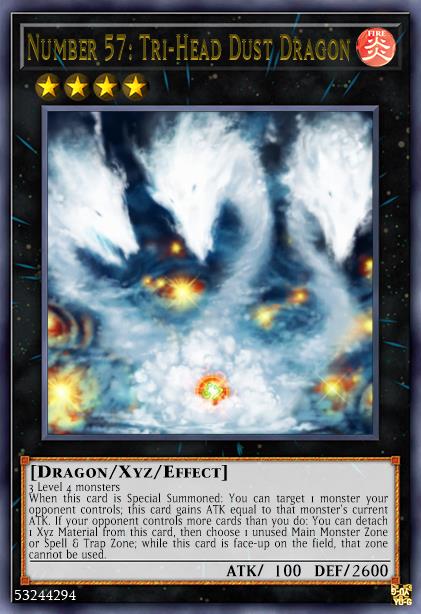 Number 57: Tri-Head Dust Dragon
FIRE
炎
[Dragon/Xyz/Effect]
3 Level 4 monsters
When this card is Special Summoned: You can target 1 monster your
opponent controls; this card gains ATK equal to that monster's current
ATK. If your opponent controls more cards than you do: You can detach
1 Xyz Material from this card, then choose 1 unused Main Monster Zone
or Spell & Trap Zone; while this card is face-up on the field, that zone
cannot be used.
ATK/ 100 DEF/2600
53244294